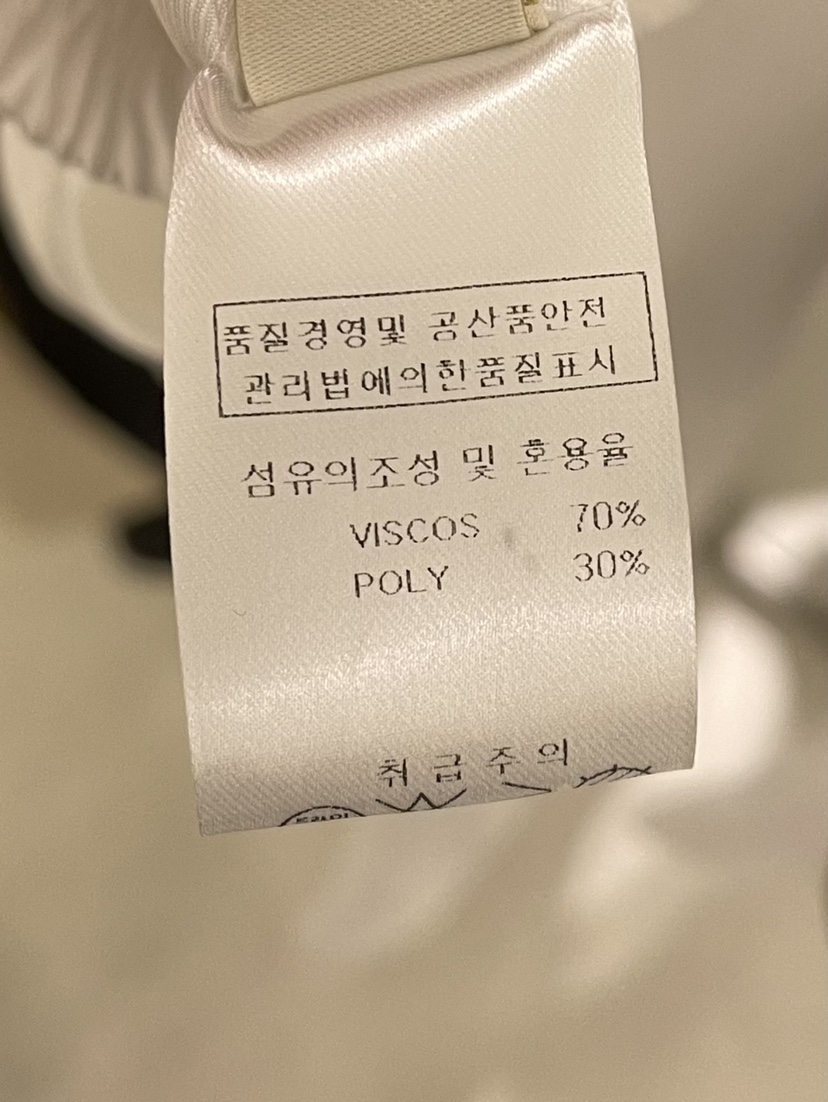 품질경영및 공산품안전
관리법에의한품질표시
섬유의조성 및 혼용율
VISCOS 70%
POLY 30%
취급주의